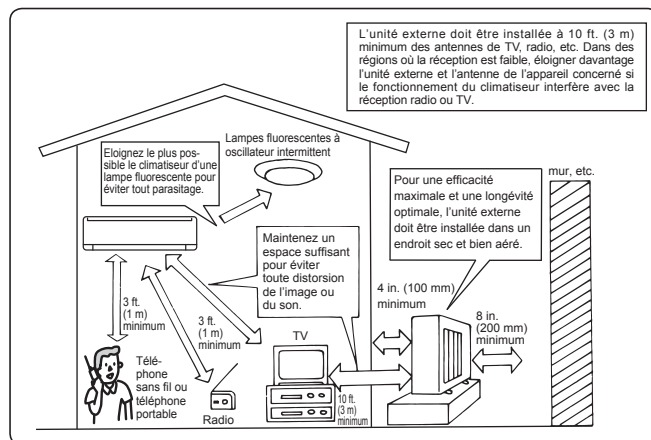 L'unité externe doit être installée à 10 ft. (3 m)
minimum des antennes de TV, radio, etc. Dans des
régions où la réception est faible, éloigner davantage
l'unité externe et l'antenne de l'appareil concerné si
le fonctionnement du climatiseur interfère avec la
réception radio ou TV.
Eloignez le plus pos-
sible le climatiseur d'une
lampe fluorescente pour
éviter tout parasitage.
Lampes fluorescentes à
oscillateur intermittent
mur, etc.
Pour une efficacité
maximale et une longévité
optimale, l'unité externe
doit être installée dans un
endroit sec et bien aéré.
Maintenez un
espace suffisant
pour éviter
toute distorsion
de l'image ou
du son.
4 in. (100 mm)
minimum
8 in.
(200 mm)
minimum
3 ft.
(1 m)
minimum
3 ft.
(1 m)
minimum
TV
Télé-
phone
sans fil ou
téléphone
portable
Radio
10 ft.
(3 m)
minimum